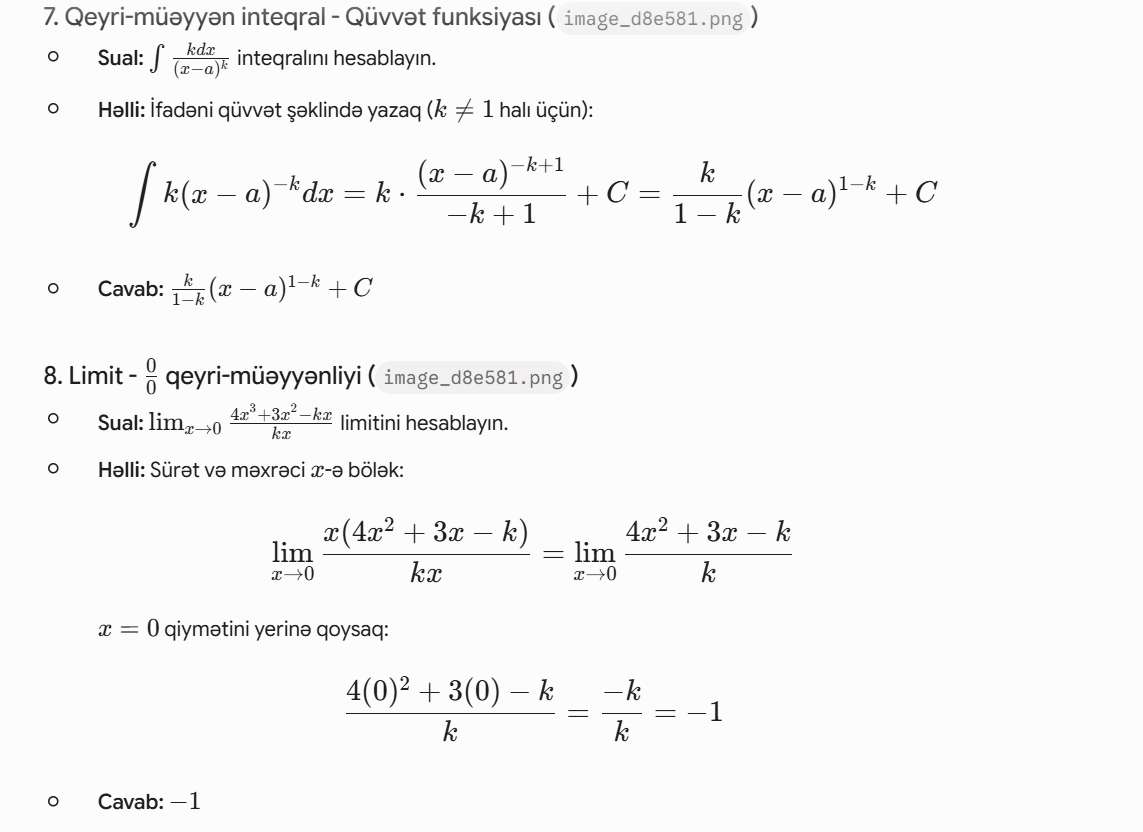 7. Qeyri-müəyyən inteqral - Qüvvət funksiyası ( image_d8e581.png )
Sual: ∫ kdx/(x−a)^k inteqralını hesablayın.
Həlli: İfadəni qüvvət şəklində yazaq (k ≠ 1 halı üçün):
∫ k(x − a)^{−k}dx = k · (x − a)^{−k+1}/(−k + 1) + C = k/(1 − k) (x − a)^{1−k} + C
Cavab: k/(1−k) (x − a)^{1−k} + C
8. Limit - 0/0 qeyri-müəyyənliyi ( image_d8e581.png )
Sual: lim_{x→0} (4x³+3x²−kx)/(kx) limitini hesablayın.
Həlli: Sürət və məxrəci x-ə bölək:
lim_{x→0} x(4x² + 3x − k)/(kx) = lim_{x→0} (4x² + 3x − k)/k
x = 0 qiymətini yerinə qoysaq:
(4(0)² + 3(0) − k)/k = −k/k = −1
Cavab: −1